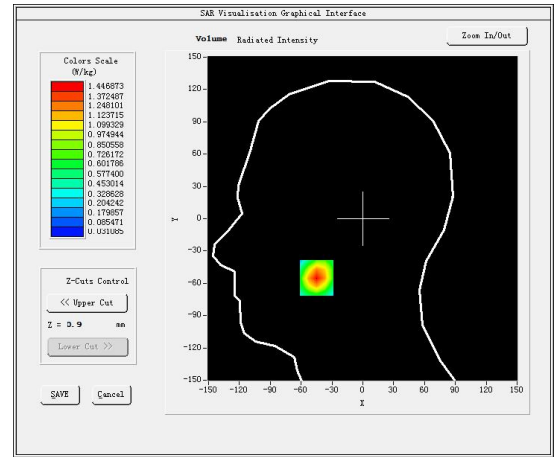 SAR Visualisation Graphical Interface
Volume Radiated Intensity
Zoom In/Out
Colors Scale
(W/kg)
1.446873
1.372487
1.248101
1.123715
1.099329
0.974944
0.850558
0.726172
0.601786
0.577400
0.453014
0.328628
0.204242
0.179857
0.085471
0.031085
Z-Cuts Control
<< Upper Cut
Z = 0.9 mm
Lower Cut >>
SAVE Cancel
150
120
90
60
30
0
-30
-60
-90
-120
-150
Y
-150 -120 -90 -60 -30 0 30 60 90 120 150
X